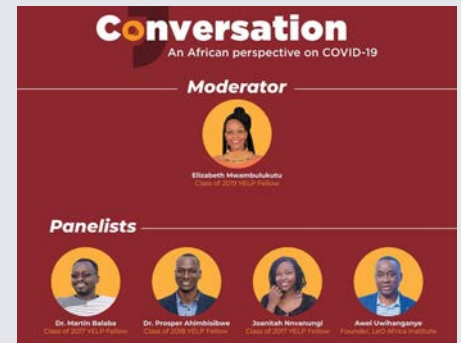 Conversation
An African perspective on COVID-19
Moderator
Elizabeth Mwambulukutu
Class of 2019 YELP Fellow
Panelists
Dr. Martin Balaba
Class of 2017 YELP Fellow
Dr. Prosper Ahimbisibwe
Class of 2018 YELP Fellow
Joanitah Nnvanungi
Class of 2017 YELP Fellow
Awel Uwihanganye
Founder, LéO Africa Institute